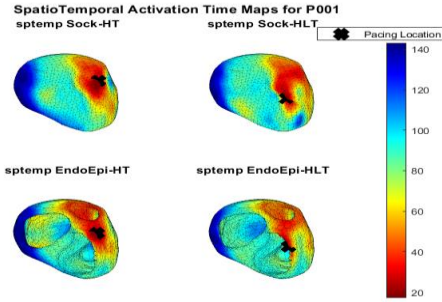 SpatioTemporal Activation Time Maps for P001
sptemp Sock-HT
sptemp Sock-HLT
Pacing Location
sptemp EndoEpi-HT
sptemp EndoEpi-HLT
140
120
100
80
60
40
20